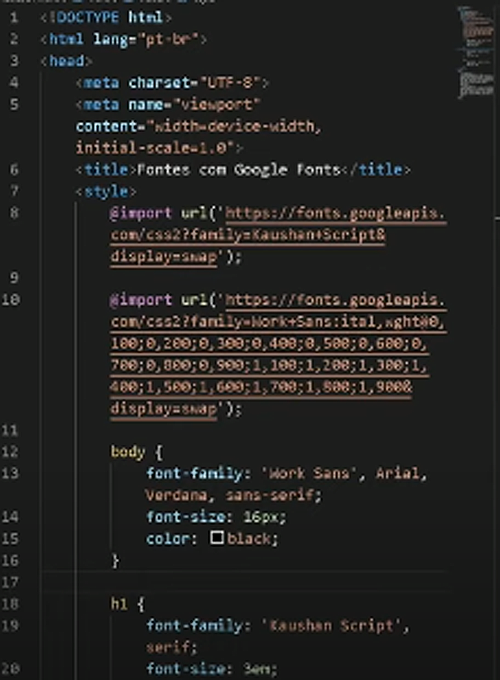 1 <!DOCTYPE html>
2 <html lang="pt-br">
3 <head>
4 <meta charset="UTF-8">
5 <meta name="viewport"
content="width=device-width,
initial-scale=1.0">
6 <title>Fontes com Google Fonts</title>
7 <style>
8 @import url('https://fonts.googleapis.
com/css2?family=Kaushan+Script&
display=swap');
9
10 @import url('https://fonts.googleapis.
com/css2?family=Work+Sans:ital,wght@0,
100;0,200;0,300;0,400;0,500;0,600;0,
700;0,800;0,900;1,100;1,200;1,300;1,
400;1,500;1,600;1,700;1,800;1,900&
display=swap');
11
12 body {
13 font-family: 'Work Sans', Arial,
Verdana, sans-serif;
14 font-size: 16px;
15 color: black;
16 }
17
18 h1 {
19 font-family: 'Kaushan Script',
serif;
20 font-size: 3em;